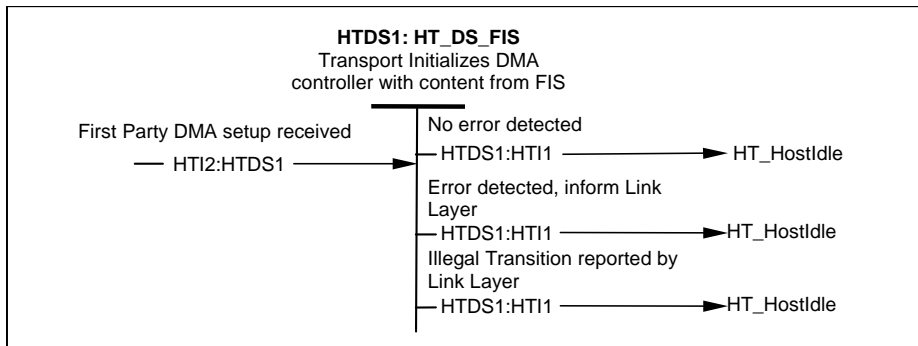 HTDS1: HT_DS_FIS
Transport Initializes DMA
controller with content from FIS
First Party DMA setup received
HTI2:HTDS1
No error detected
HTDS1:HTI1
HT_HostIdle
Error detected, inform Link
Layer
HTDS1:HTI1
HT_HostIdle
Illegal Transition reported by
Link Layer
HTDS1:HTI1
HT_HostIdle